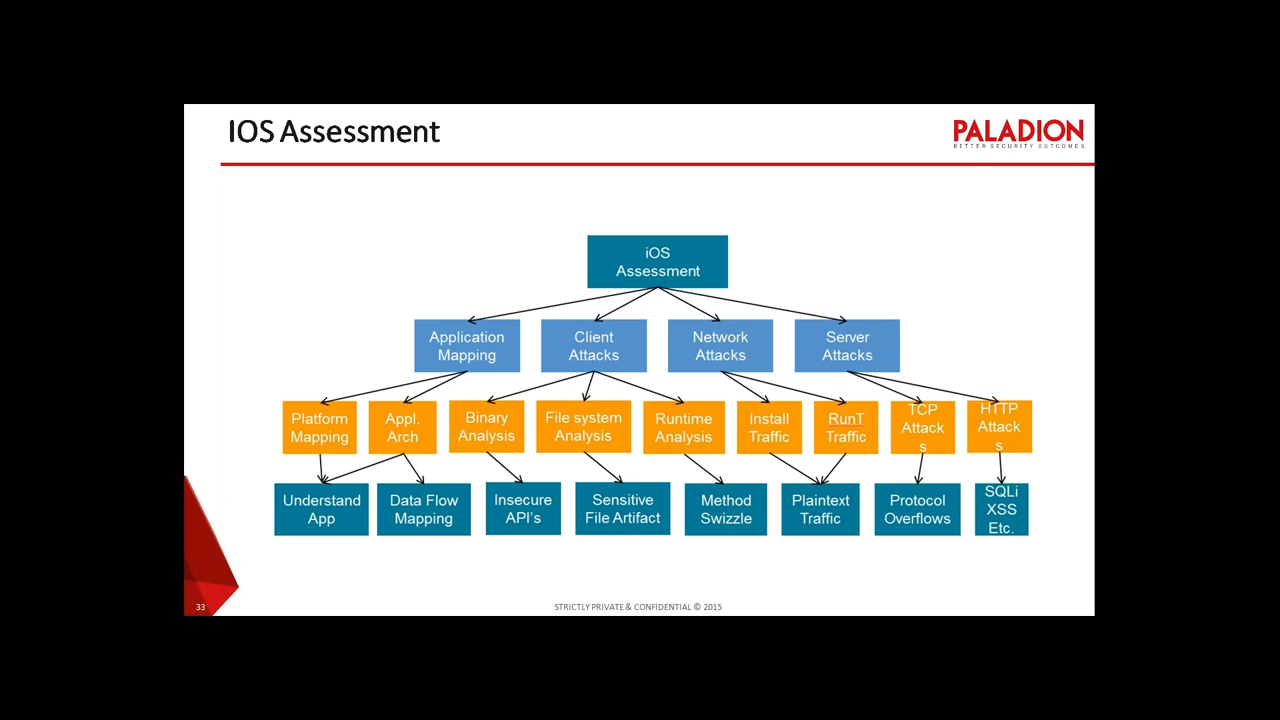 IOS Assessment
PALADION
BETTER SECURITY OUTCOMES
iOS
Assessment
Application
Mapping
Client
Attacks
Network
Attacks
Server
Attacks
Platform
Mapping
Appl.
Arch
Binary
Analysis
File system
Analysis
Runtime
Analysis
Install
Traffic
RunT
Traffic
TCP
Attack
s
HTTP
Attack
s
Understand
App
Data Flow
Mapping
Insecure
API's
Sensitive
File Artifact
Method
Swizzle
Plaintext
Traffic
Protocol
Overflows
SQLi
XSS
Etc.
33
STRICTLY PRIVATE & CONFIDENTIAL © 2015